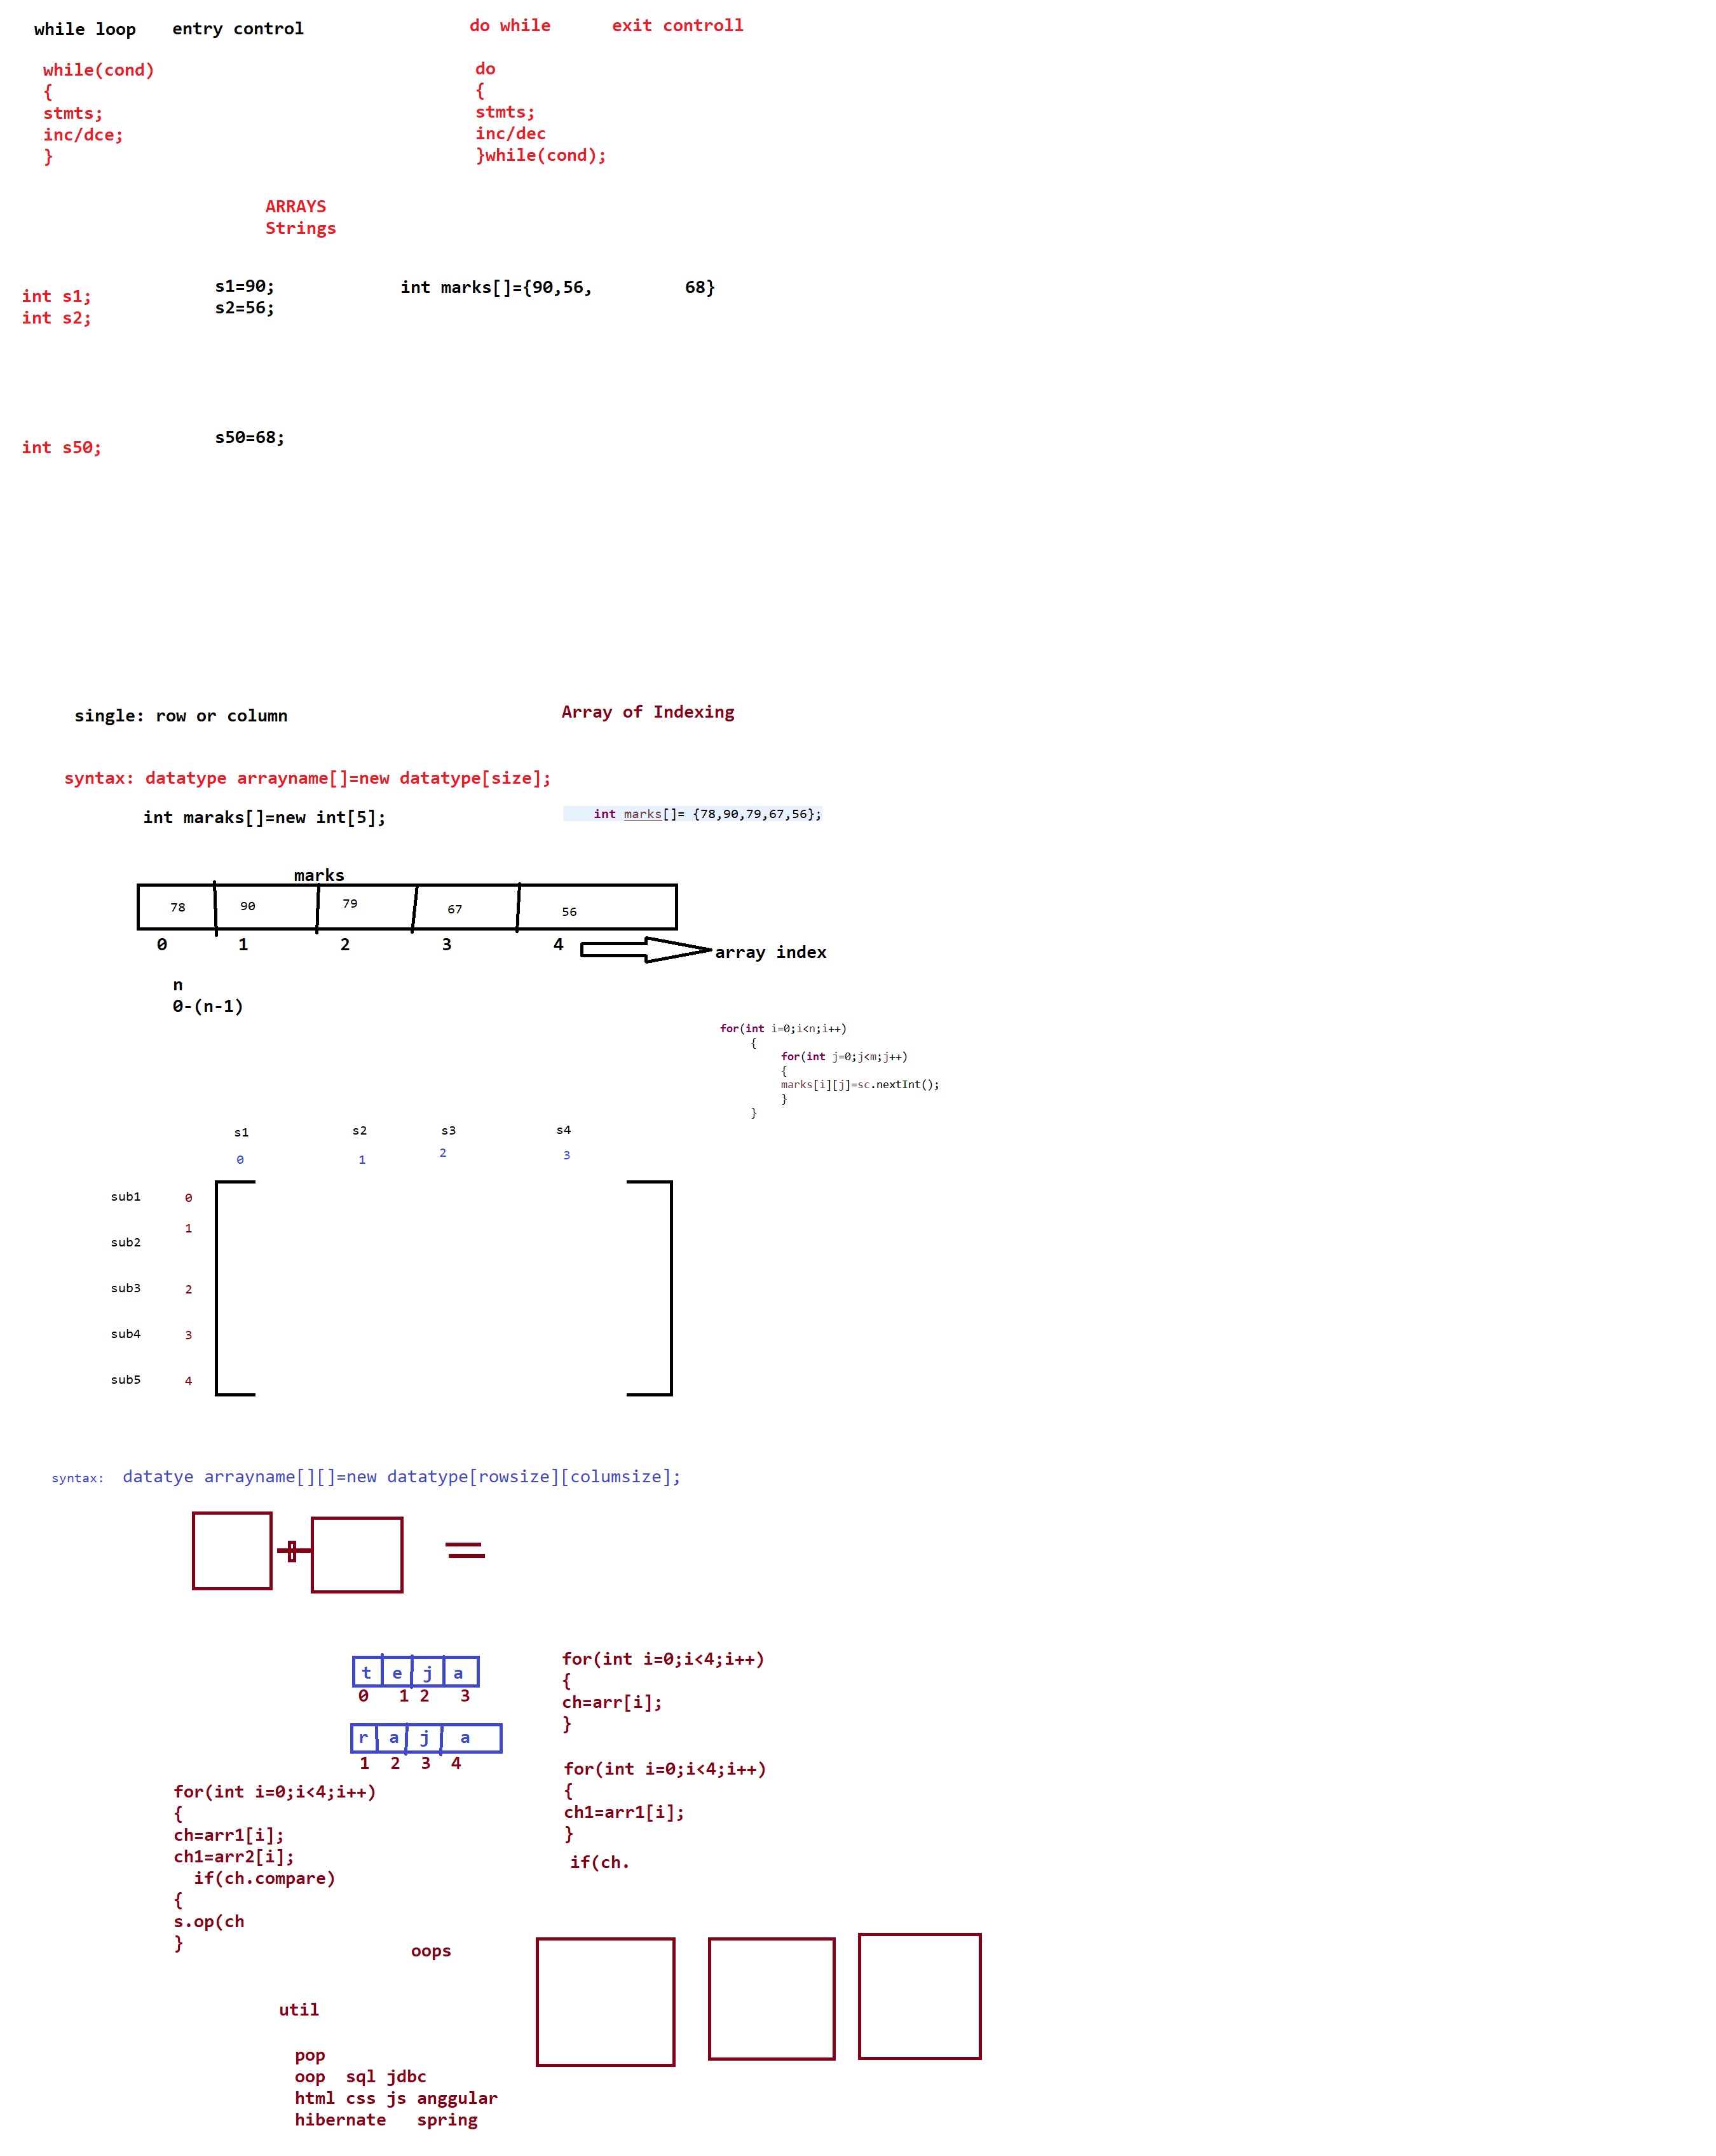 while loop entry control
do while exit controll
while(cond)
{
stmts;
inc/dce;
}
do
{
stmts;
inc/dec
}while(cond);
ARRAYS
Strings
int s1;
int s2;
s1=90;
s2=56;
int marks[]={90,56, 68}
int s50;
s50=68;
single: row or column
Array of Indexing
syntax: datatype arrayname[]=new datatype[size];
int maraks[]=new int[5];
int marks[]= {78,90,79,67,56};
marks
78 90 79 67 56
0 1 2 3 4
array index
n
0-(n-1)
for(int i=0;i<n;i++)
{
for(int j=0;j<m;j++)
{
marks[i][j]=sc.nextInt();
}
}
s1 s2 s3 s4
0 1 2 3
sub1 0
1
sub2
sub3 2
sub4 3
sub5 4
syntax: datatye arrayname[][]=new datatype[rowsize][columsize];
+ =
t e j a
0 1 2 3
r a j a
1 2 3 4
for(int i=0;i<4;i++)
{
ch=arr[i];
}
for(int i=0;i<4;i++)
{
ch1=arr1[i];
}
if(ch.
for(int i=0;i<4;i++)
{
ch=arr1[i];
ch1=arr2[i];
if(ch.compare)
{
s.op(ch
}
oops
util
pop
oop sql jdbc
html css js anggular
hibernate spring